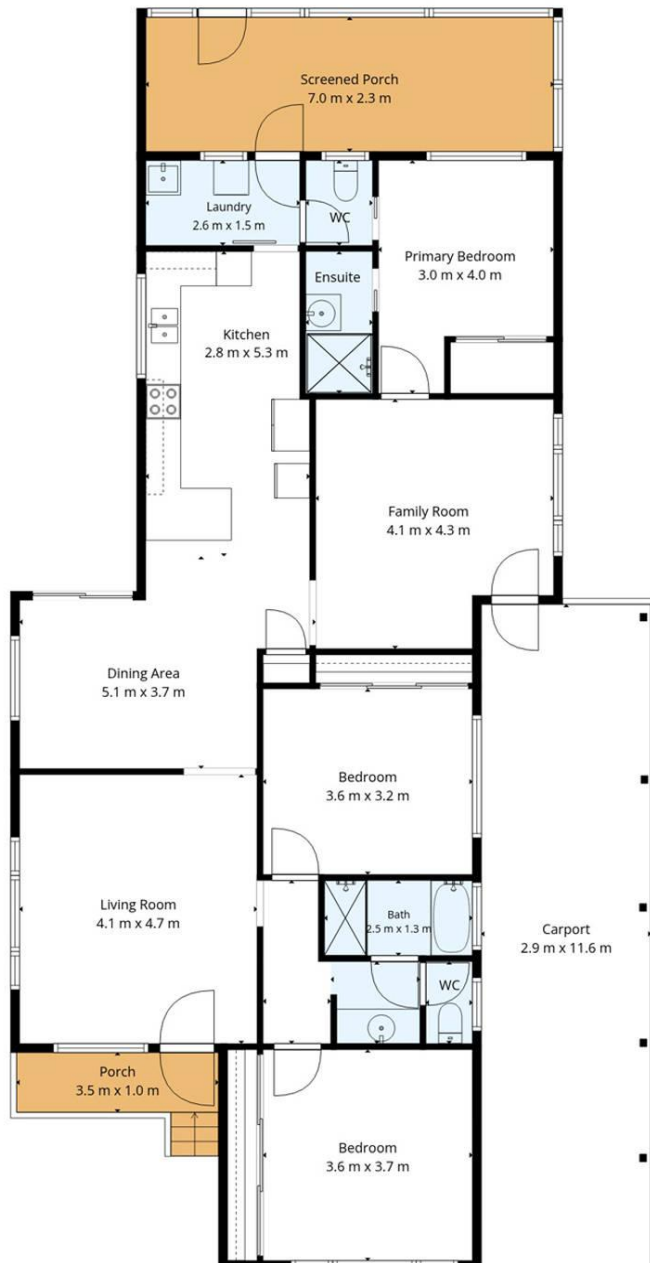 Screened Porch
7.0 m x 2.3 m
Laundry
2.6 m x 1.5 m
WC
Primary Bedroom
3.0 m x 4.0 m
Ensuite
Kitchen
2.8 m x 5.3 m
Family Room
4.1 m x 4.3 m
Dining Area
5.1 m x 3.7 m
Bedroom
3.6 m x 3.2 m
Living Room
4.1 m x 4.7 m
Bath
2.5 m x 1.3 m
Carport
2.9 m x 11.6 m
WC
Porch
3.5 m x 1.0 m
Bedroom
3.6 m x 3.7 m